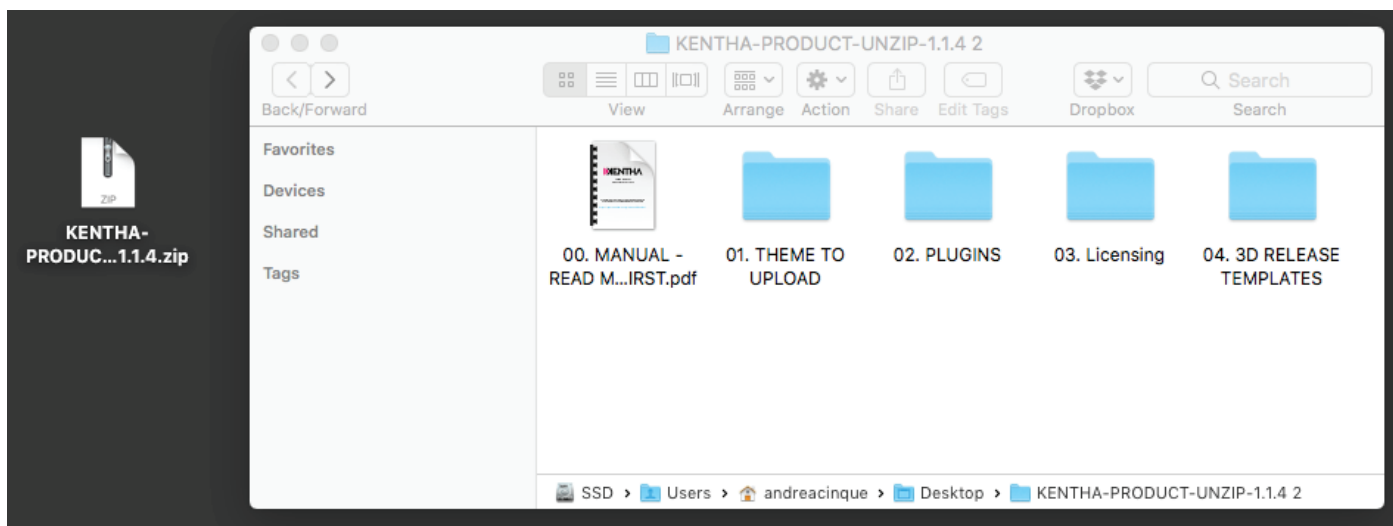 KENTHA-PRODUCT-UNZIP-1.1.4 2
Search
Back/Forward
View
Arrange
Action
Share
Edit Tags
Dropbox
Search
ZIP
KENTHA-
PRODUC...1.1.4.zip
Favorites
Devices
Shared
Tags
KENTHA
00. MANUAL -
READ M...IRST.pdf
01. THEME TO
UPLOAD
02. PLUGINS
03. Licensing
04. 3D RELEASE
TEMPLATES
SSD › Users › andreacinque › Desktop › KENTHA-PRODUCT-UNZIP-1.1.4 2